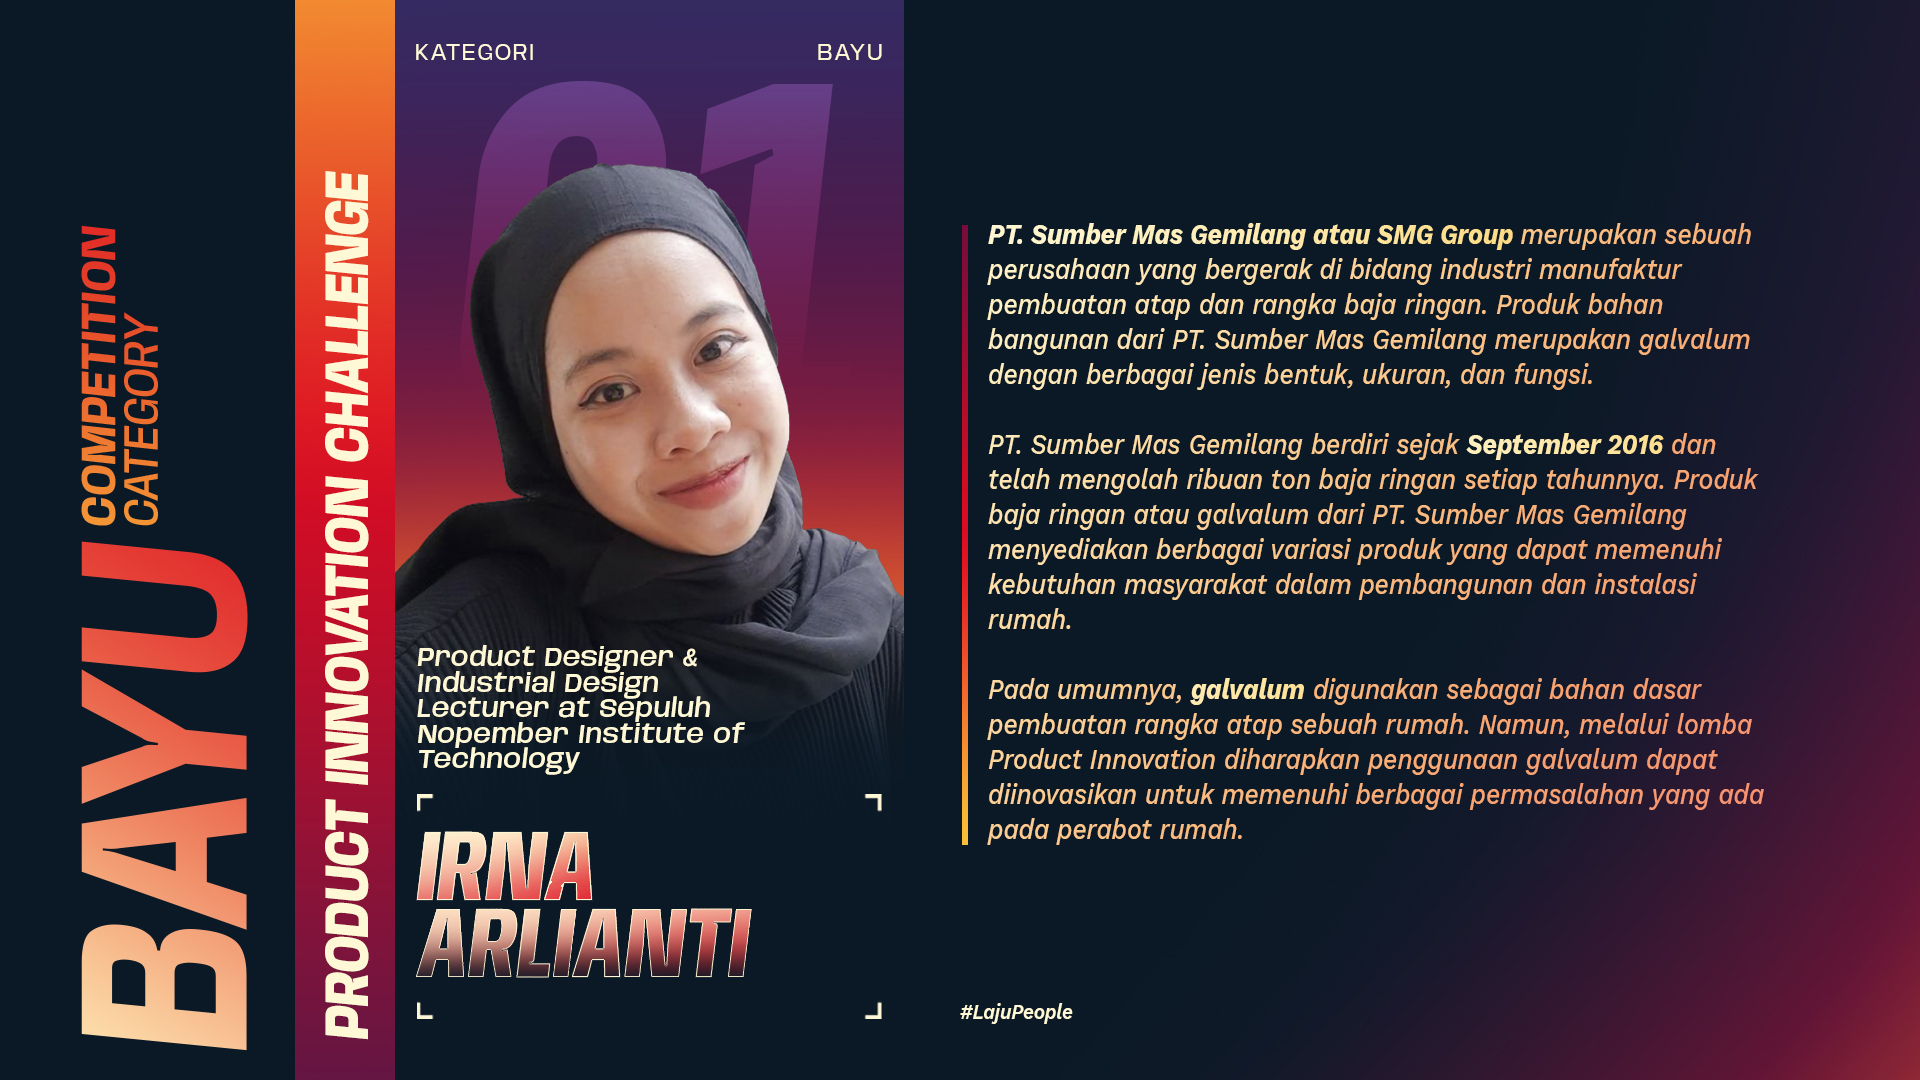 BAYU
COMPETITION
CATEGORY
PRODUCT INNOVATION CHALLENGE
KATEGORI
BAYU
01
Product Designer &
Industrial Design
Lecturer at Sepuluh
Nopember Institute of
Technology
IRNA
ARLIANTI
PT. Sumber Mas Gemilang atau SMG Group merupakan sebuah
perusahaan yang bergerak di bidang industri manufaktur
pembuatan atap dan rangka baja ringan. Produk bahan
bangunan dari PT. Sumber Mas Gemilang merupakan galvalum
dengan berbagai jenis bentuk, ukuran, dan fungsi.
PT. Sumber Mas Gemilang berdiri sejak September 2016 dan
telah mengolah ribuan ton baja ringan setiap tahunnya. Produk
baja ringan atau galvalum dari PT. Sumber Mas Gemilang
menyediakan berbagai variasi produk yang dapat memenuhi
kebutuhan masyarakat dalam pembangunan dan instalasi
rumah.
Pada umumnya, galvalum digunakan sebagai bahan dasar
pembuatan rangka atap sebuah rumah. Namun, melalui lomba
Product Innovation diharapkan penggunaan galvalum dapat
diinovasikan untuk memenuhi berbagai permasalahan yang ada
pada perabot rumah.
#LajuPeople